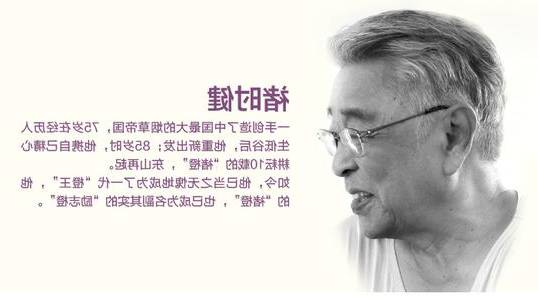 褚时健
一手创造了中国最大的烟草帝国，75岁在经历人
生低谷后，他重新出发；85岁时，他携自己精心
耕耘10载的“褚橙”，东山再起。
如今，他已当之无愧地成为了一代“橙王”，他
的“褚橙”，也已成为名副其实的“励志橙”。